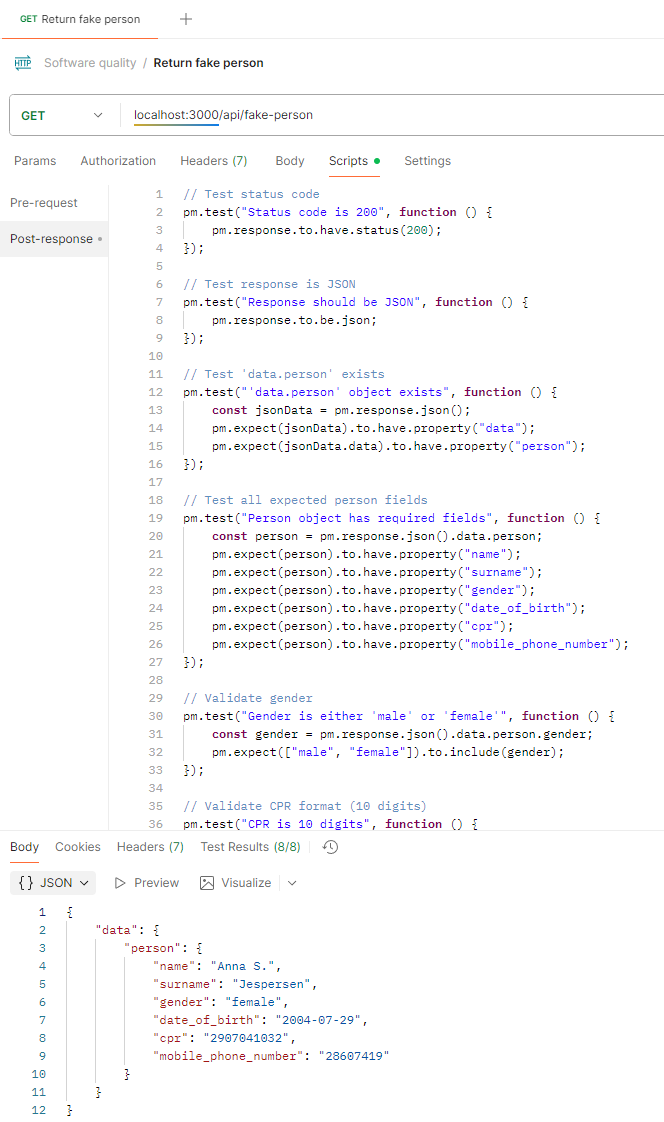 GET Return fake person +
HTTP Software quality / Return fake person
GET localhost:3000/api/fake-person
Params Authorization Headers (7) Body Scripts Settings
Pre-request
Post-response
1 // Test status code
2 pm.test("Status code is 200", function () {
3 pm.response.to.have.status(200);
4 });
5
6 // Test response is JSON
7 pm.test("Response should be JSON", function () {
8 pm.response.to.be.json;
9 });
10
11 // Test 'data.person' exists
12 pm.test("'data.person' object exists", function () {
13 const jsonData = pm.response.json();
14 pm.expect(jsonData).to.have.property("data");
15 pm.expect(jsonData.data).to.have.property("person");
16 });
17
18 // Test all expected person fields
19 pm.test("Person object has required fields", function () {
20 const person = pm.response.json().data.person;
21 pm.expect(person).to.have.property("name");
22 pm.expect(person).to.have.property("surname");
23 pm.expect(person).to.have.property("gender");
24 pm.expect(person).to.have.property("date_of_birth");
25 pm.expect(person).to.have.property("cpr");
26 pm.expect(person).to.have.property("mobile_phone_number");
27 });
28
29 // Validate gender
30 pm.test("Gender is either 'male' or 'female'", function () {
31 const gender = pm.response.json().data.person.gender;
32 pm.expect(["male", "female"]).to.include(gender);
33 });
34
35 // Validate CPR format (10 digits)
36 pm.test("CPR is 10 digits", function () {
Body Cookies Headers (7) Test Results (8/8)
{} JSON Preview Visualize
1 {
2 "data": {
3 "person": {
4 "name": "Anna S.",
5 "surname": "Jespersen",
6 "gender": "female",
7 "date_of_birth": "2004-07-29",
8 "cpr": "2907041032",
9 "mobile_phone_number": "28607419"
10 }
11 }
12 }